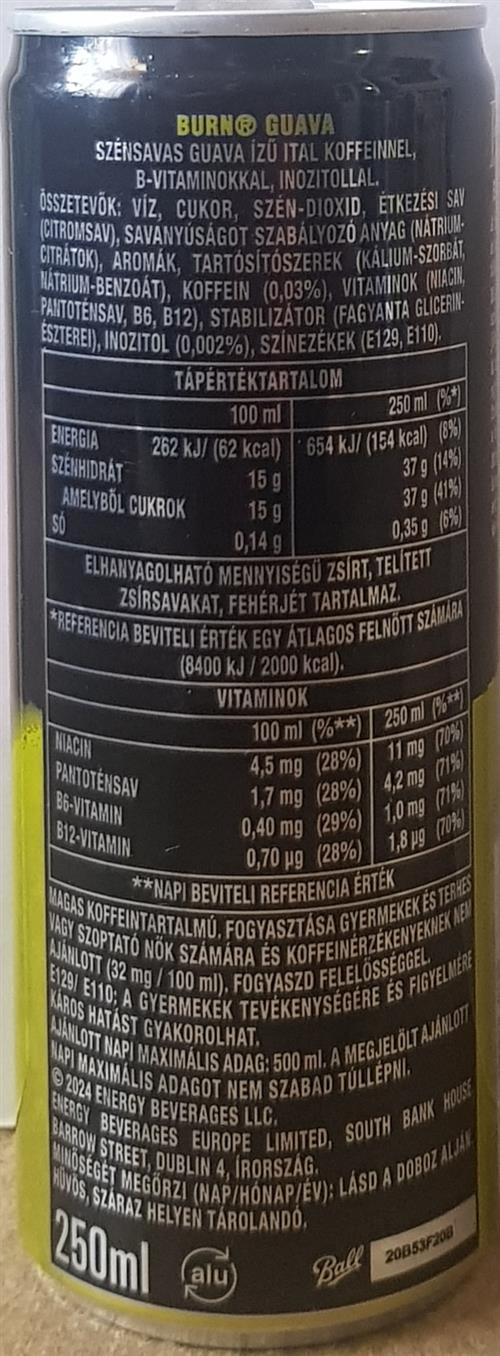 BURN® GUAVA
SZÉNSAVAS GUAVA ÍZŰ ITAL KOFFEINNEL,
B-VITAMINOKKAL, INOZITOLLAL.
ÖSSZETEVŐK: VÍZ, CUKOR, SZÉN-DIOXID, ÉTKEZÉSI SAV
(CITROMSAV), SAVANYÚSÁGOT SZABÁLYOZÓ ANYAG (NÁTRIUM-
CITRÁTOK), AROMÁK, TARTÓSÍTÓSZEREK (KÁLIUM-SZORBÁT,
NÁTRIUM-BENZOÁT), KOFFEIN (0,03%), VITAMINOK (NIACIN,
PANTOTÉNSAV, B6, B12), STABILIZÁTOR (FAGYANTA GLICERIN-
ÉSZTEREI), INOZITOL (0,002%), SZÍNEZÉKEK (E129, E110).
TÁPÉRTÉKTARTALOM
100 ml 250 ml (%*)
ENERGIA 262 kJ/ (62 kcal) 654 kJ/ (154 kcal) (8%)
SZÉNHIDRÁT 15 g 37 g (14%)
AMELYBŐL CUKROK 15 g 37 g (41%)
SÓ 0,14 g 0,35 g (6%)
ELHANYAGOLHATÓ MENNYISÉGŰ ZSÍRT, TELÍTETT
ZSÍRSAVAKAT, FEHÉRJÉT TARTALMAZ.
*REFERENCIA BEVITELI ÉRTÉK EGY ÁTLAGOS FELNŐTT SZÁMÁRA
(8400 kJ / 2000 kcal).
VITAMINOK
100 ml (%**) 250 ml (%**)
NIACIN 4,5 mg (28%) 11 mg (70%)
PANTOTÉNSAV 1,7 mg (28%) 4,2 mg (71%)
B6-VITAMIN 0,40 mg (29%) 1,0 mg (71%)
B12-VITAMIN 0,70 µg (28%) 1,8 µg (70%)
**NAPI BEVITELI REFERENCIA ÉRTÉK
MAGAS KOFFEINTARTALMÚ. FOGYASZTÁSA GYERMEKEK ÉS TERHES
VAGY SZOPTATÓ NŐK SZÁMÁRA ÉS KOFFEINÉRZÉKENYEKNEK NEM
AJÁNLOTT (32 mg / 100 ml), FOGYASZD FELELŐSSÉGGEL.
E129/ E110: A GYERMEKEK TEVÉKENYSÉGÉRE ÉS FIGYELMÉRE
KÁROS HATÁST GYAKOROLHAT.
AJÁNLOTT NAPI MAXIMÁLIS ADAG: 500 ml. A MEGJELÖLT AJÁNLOTT
NAPI MAXIMÁLIS ADAGOT NEM SZABAD TÚLLÉPNI.
© 2024 ENERGY BEVERAGES LLC.
ENERGY BEVERAGES EUROPE LIMITED, SOUTH BANK HOUSE,
BARROW STREET, DUBLIN 4, ÍRORSZÁG.
MINŐSÉGÉT MEGŐRZI (NAP/HÓNAP/ÉV): LÁSD A DOBOZ ALJÁN.
HŰVÖS, SZÁRAZ HELYEN TÁROLANDÓ.
250ml
alu
Ball
20B53F20B